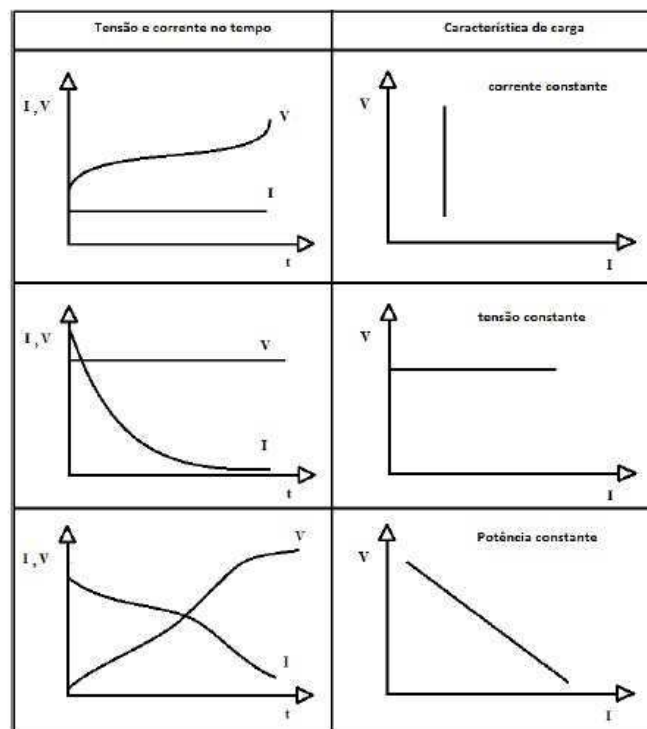 Tensão e corrente no tempo
Característica de carga
I , V
V
I
t
V
corrente constante
I
I , V
V
I
t
V
tensão constante
I
I , V
V
I
t
V
Potência constante
I